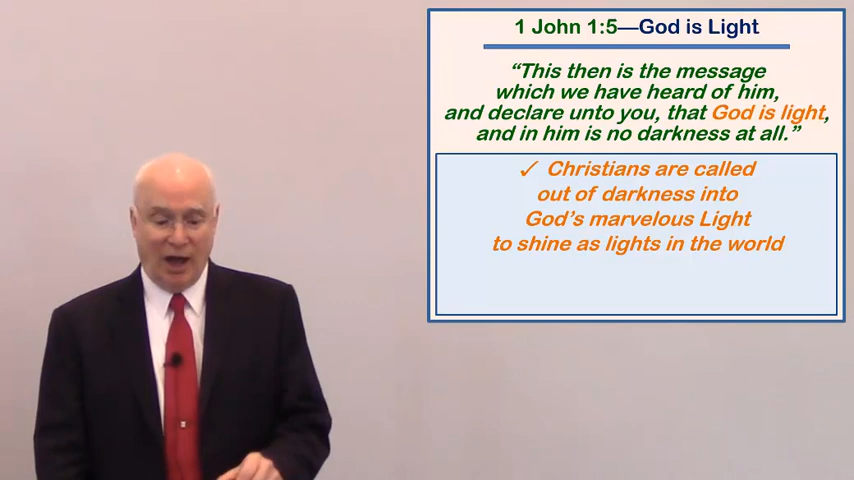 1 John 1:5—God is Light
“This then is the message
which we have heard of him,
and declare unto you, that God is light,
and in him is no darkness at all.”
✓ Christians are called
out of darkness into
God’s marvelous Light
to shine as lights in the world